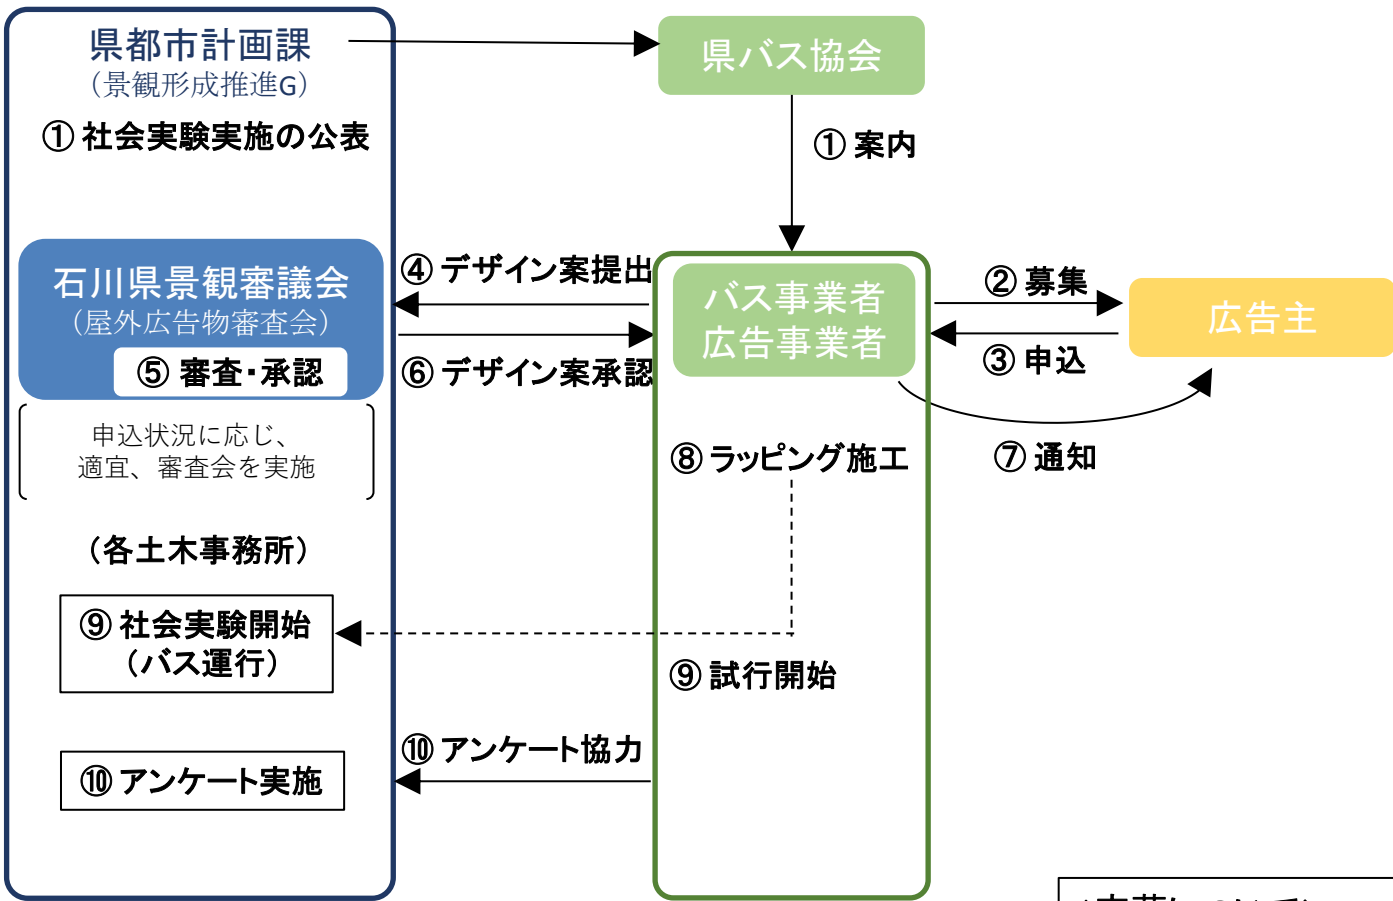 県都市計画課
（景観形成推進G）
① 社会実験実施の公表
県バス協会
① 案内
石川県景観審議会
（屋外広告物審査会）
⑤ 審査・承認
申込状況に応じ、
適宜、審査会を実施
④ デザイン案提出
⑥ デザイン案承認
バス事業者
広告事業者
② 募集
③ 申込
広告主
⑦ 通知
⑧ ラッピング施工
（各土木事務所）
⑨ 社会実験開始
（バス運行）
⑨ 試行開始
⑩ アンケート協力
⑩ アンケート実施